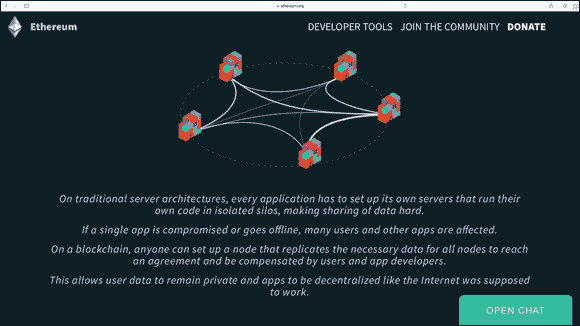 ethereum.org
Ethereum
DEVELOPER TOOLS JOIN THE COMMUNITY DONATE
On traditional server architectures, every application has to set up its own servers that run their
own code in isolated silos, making sharing of data hard.
If a single app is compromised or goes offline, many users and other apps are affected.
On a blockchain, anyone can set up a node that replicates the necessary data for all nodes to reach
an agreement and be compensated by users and app developers.
This allows user data to remain private and apps to be decentralized like the Internet was supposed
to work.
OPEN CHAT